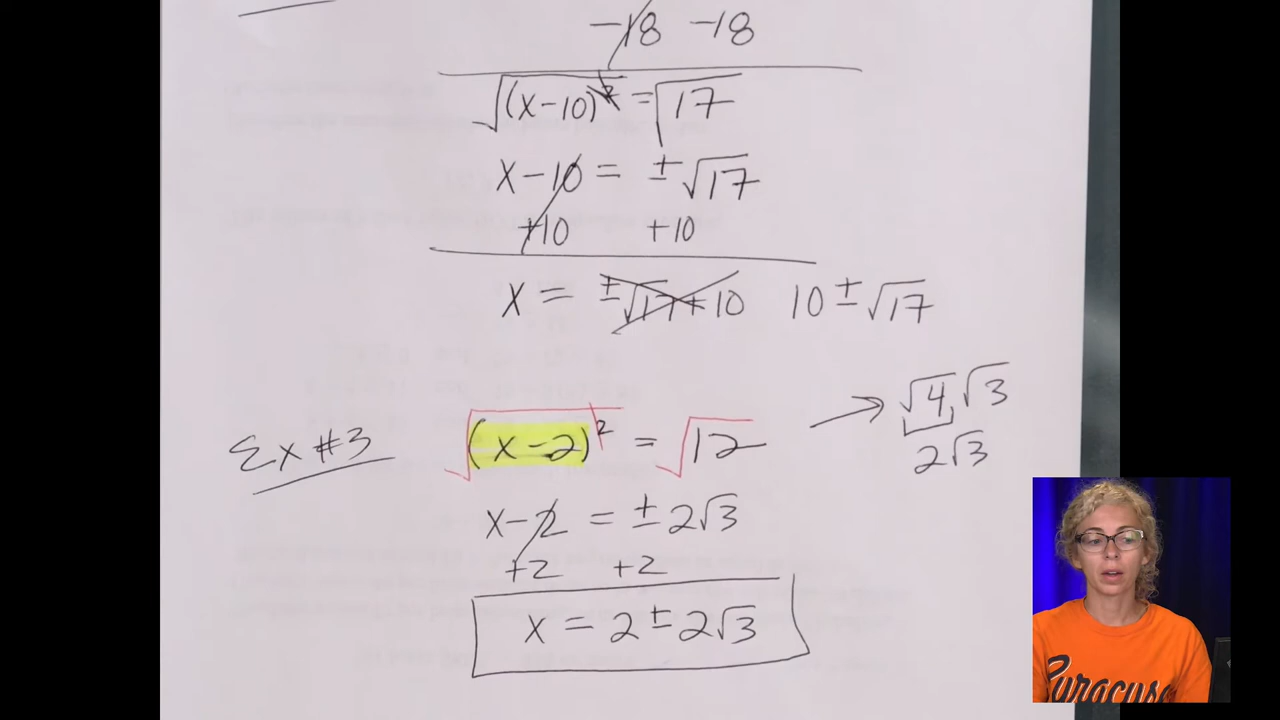 -18 -18
√(x-10)² = √17
x-10 = ±√17
+10 +10
x = ±√17+10 10±√17
Ex #3 √(x-2)² = √12 → √4 √3
2√3
x-2 = ±2√3
+2 +2
x = 2±2√3
Syracuse